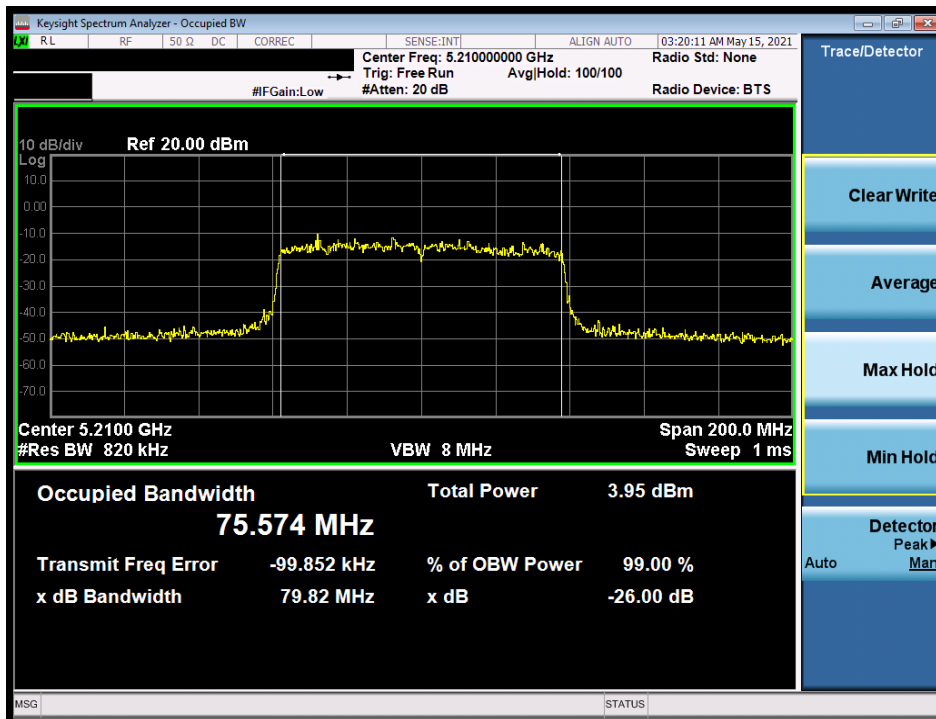 Keysight Spectrum Analyzer - Occupied BW
LXI RL RF 50 Ω DC CORREC SENSE:INT ALIGN AUTO 03:20:11 AM May 15, 2021
Center Freq: 5.210000000 GHz Radio Std: None
Trig: Free Run Avg|Hold: 100/100
#IFGain:Low #Atten: 20 dB Radio Device: BTS
Trace/Detector
10 dB/div Ref 20.00 dBm
Log
10.0
0.00
-10.0
-20.0
-30.0
-40.0
-50.0
-60.0
-70.0
Center 5.2100 GHz Span 200.0 MHz
#Res BW 820 kHz VBW 8 MHz Sweep 1 ms
Occupied Bandwidth Total Power 3.95 dBm
75.574 MHz
Transmit Freq Error -99.852 kHz % of OBW Power 99.00 %
x dB Bandwidth 79.82 MHz x dB -26.00 dB
Clear Write
Average
Max Hold
Min Hold
Detector
Peak
Auto Man
MSG STATUS